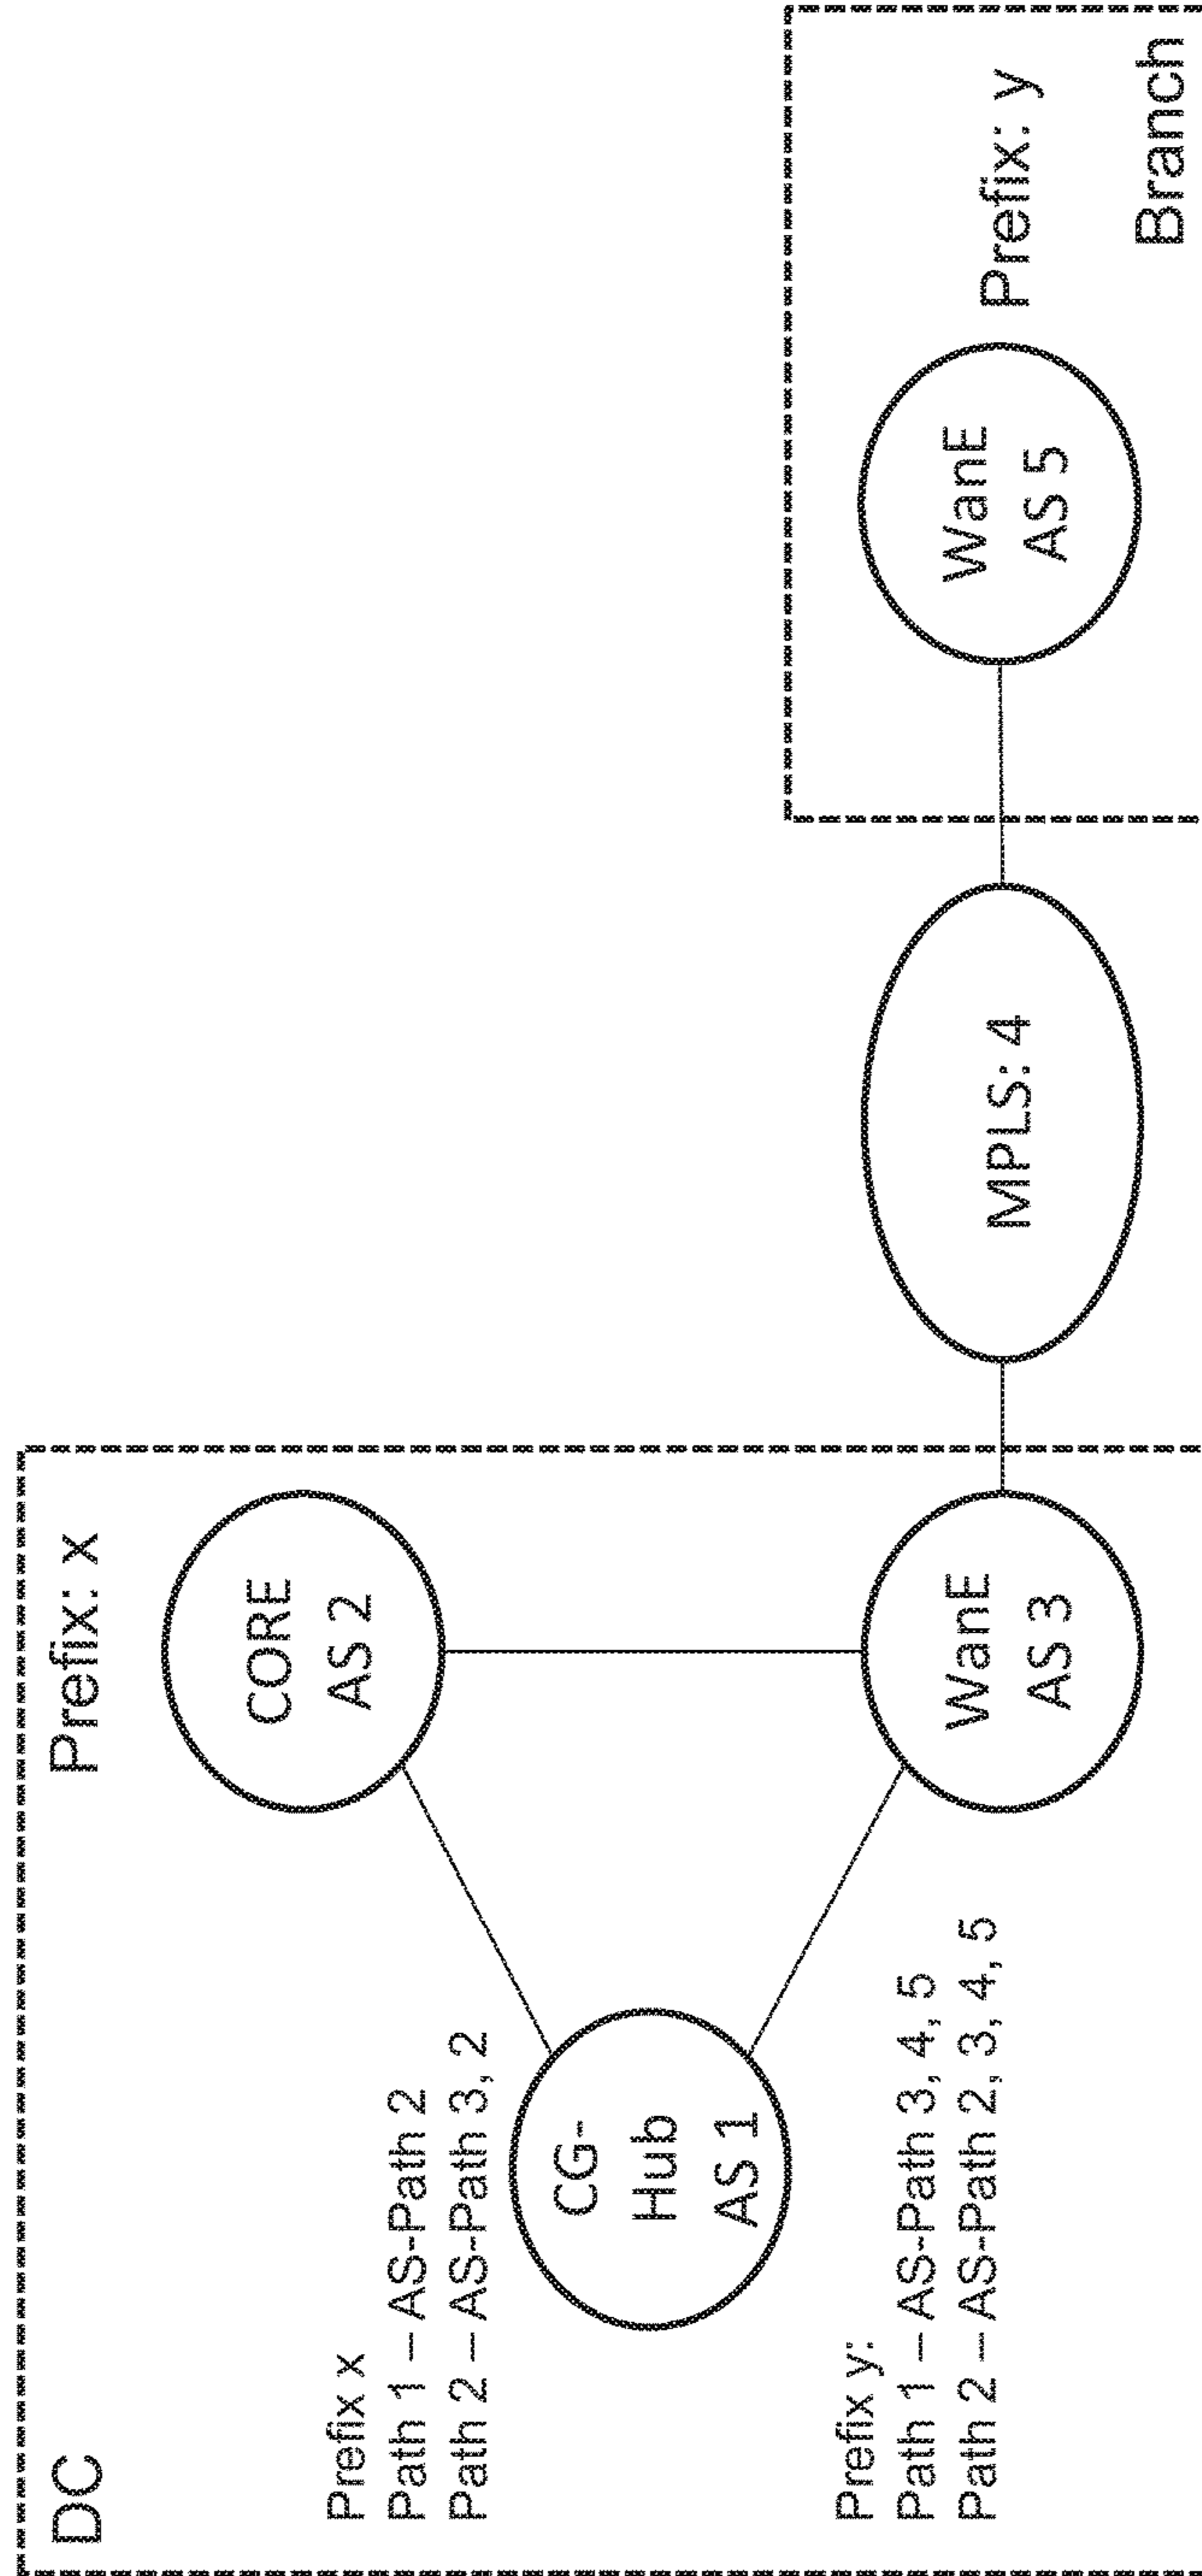 DC
Prefix: x
Prefix x
Path 1 – AS-Path 2
Path 2 – AS-Path 3, 2
CORE
AS 2
CG-
Hub
AS 1
Prefix y:
Path 1 – AS-Path 3, 4, 5
Path 2 – AS-Path 2, 3, 4, 5
WanE
AS 3
MPLS: 4
WanE
AS 5
Prefix: y
Branch